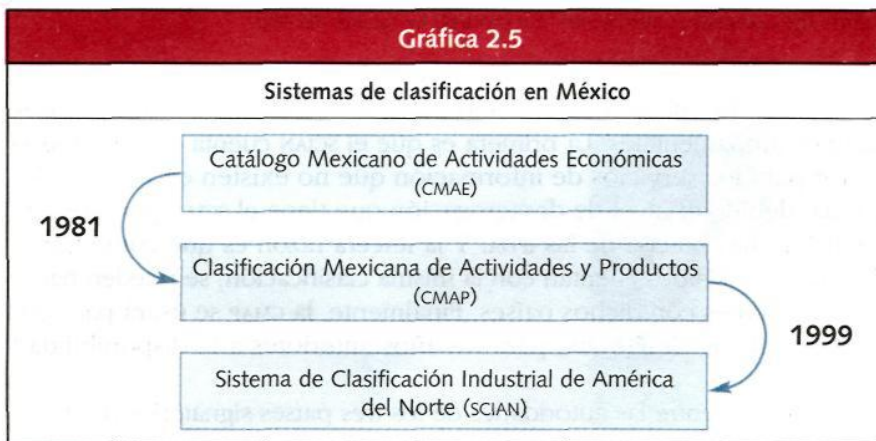 Gráfica 2.5
Sistemas de clasificación en México
Catálogo Mexicano de Actividades Económicas
(CMAE)
1981
Clasificación Mexicana de Actividades y Productos
(CMAP)
1999
Sistema de Clasificación Industrial de América
del Norte (SCIAN)